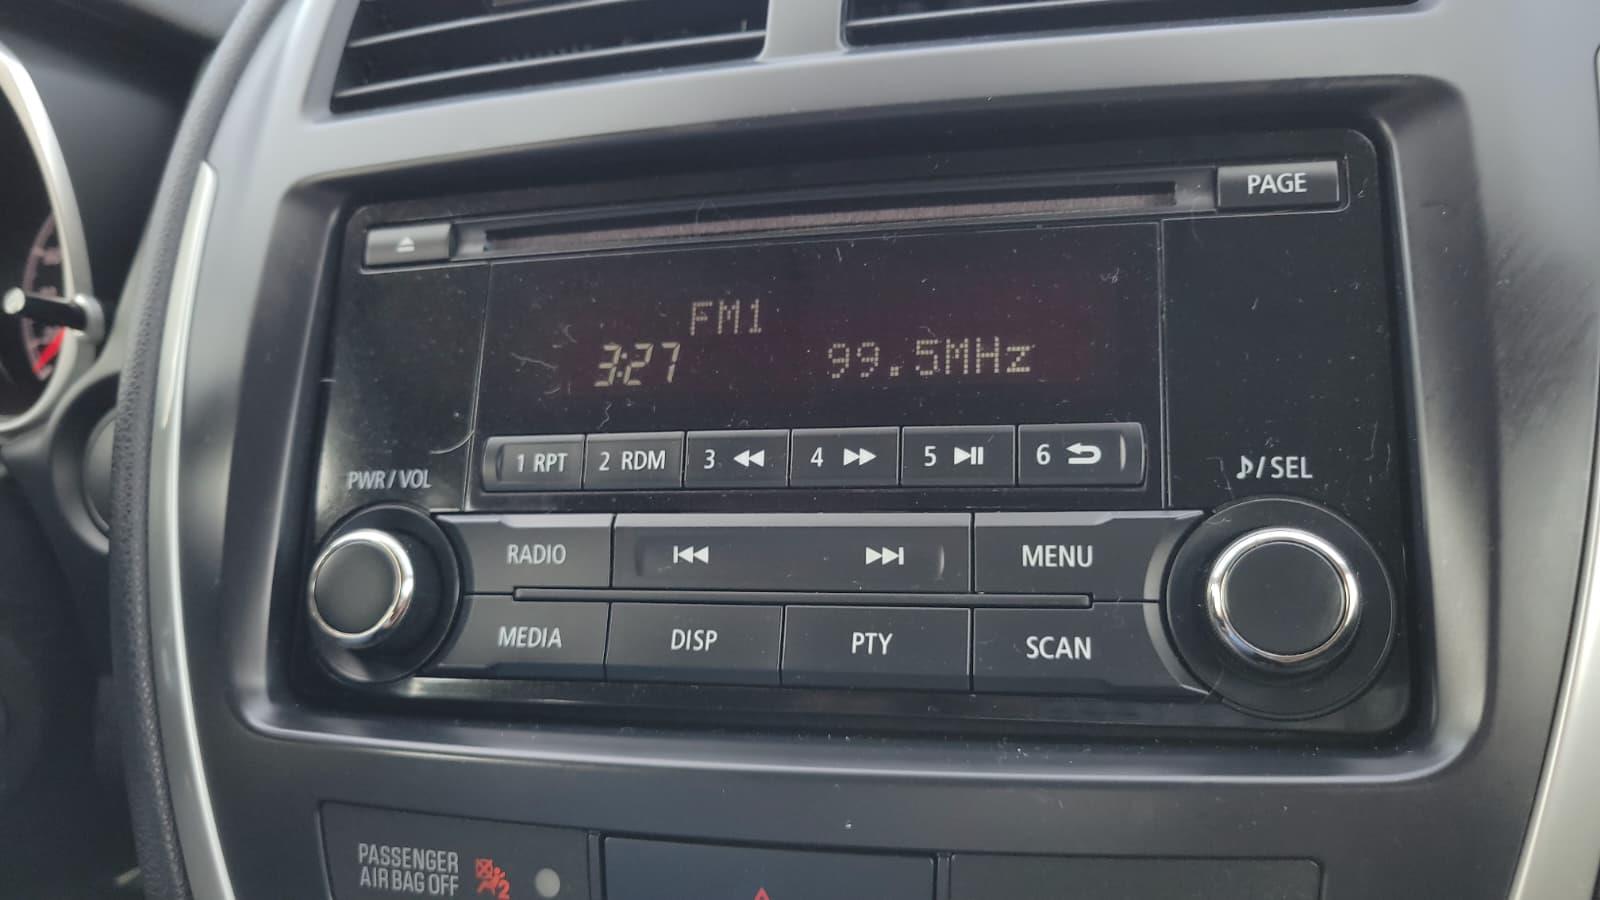 PAGE
FM1
3:27 99.5MHz
1 RPT 2 RDM 3 4 5 6
PWR / VOL
/ SEL
RADIO MENU
MEDIA DISP PTY SCAN
PASSENGER
AIR BAG OFF
2